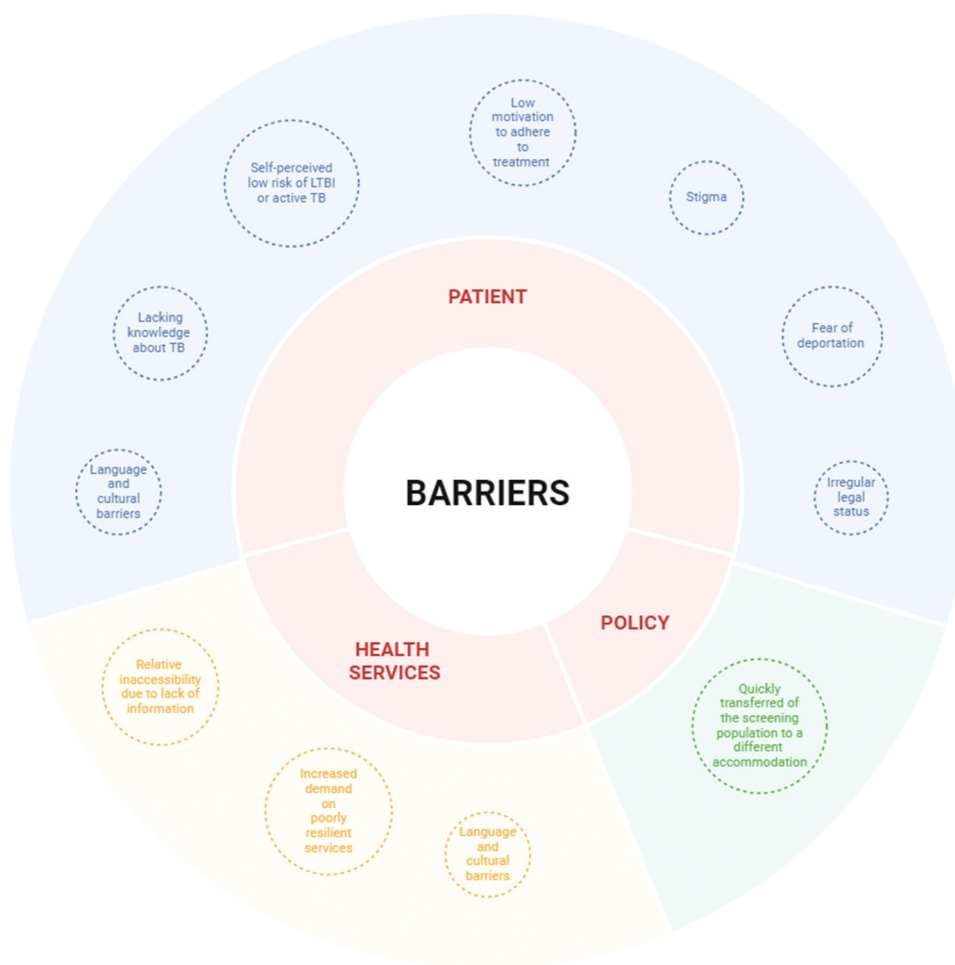 Low
motivation
to adhere
to
treatment
Self-perceived
low risk of LTBI
or active TB
Stigma
PATIENT
Lacking
knowledge
about TB
Fear of
deportation
Language
and
cultural
barriers
BARRIERS
Irregular
legal
status
POLICY
HEALTH
SERVICES
Relative
inaccessibility
due to lack of
information
Quickly
transferred of
the screening
population to a
different
accommodation
Increased
demand
on
poorly
resilient
services
Language
and
cultural
barriers